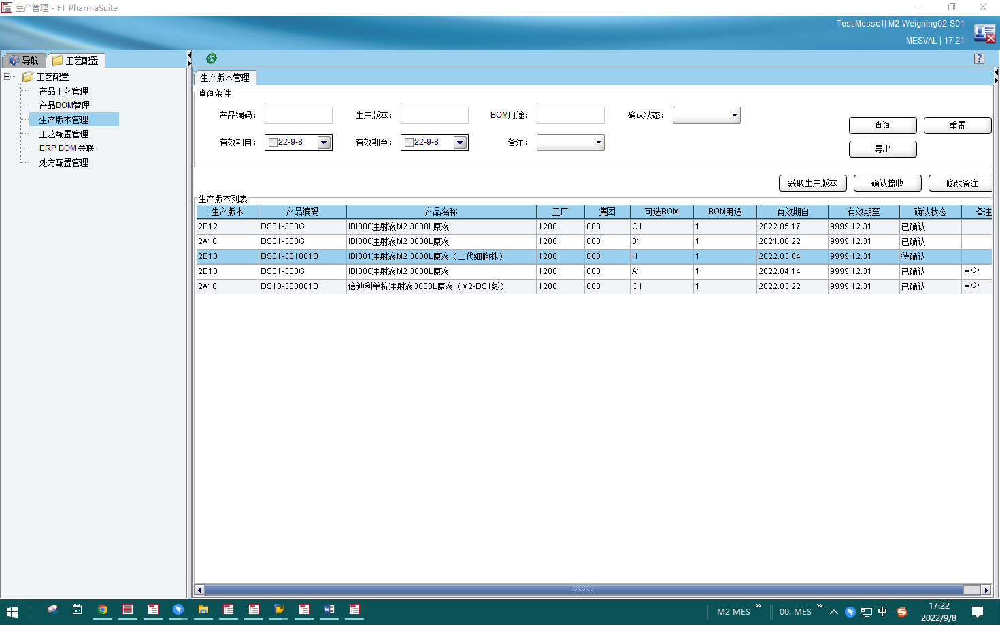 生产管理 - FT PharmaSuite
---Test.Messc1| M2-Weighing02-S01
MESVAL | 17:21
导航
工艺配置
工艺配置
产品工艺管理
产品BOM管理
生产版本管理
工艺配置管理
ERP BOM 关联
处方配置管理
生产版本管理
查询条件
产品编码： 生产版本： BOM用途： 确认状态：
查询 重置
有效期自： 22-9-8 有效期至： 22-9-8 备注：
导出
获取生产版本 确认接收 修改备注
生产版本列表
生产版本 产品编码 产品名称 工厂 集团 可选BOM BOM用途 有效期自 有效期至 确认状态 备注
2B12 DS01-308G IBI308注射液M2 3000L原液 1200 800 C1 1 2022.05.17 9999.12.31 已确认
2A10 DS01-308G IBI308注射液M2 3000L原液 1200 800 01 1 2021.08.22 9999.12.31 已确认
2B10 DS01-301001B IBI301注射液M2 3000L原液（二代细胞株） 1200 800 I1 1 2022.03.04 9999.12.31 待确认
2B10 DS01-308G IBI308注射液M2 3000L原液 1200 800 A1 1 2022.04.14 9999.12.31 已确认 其它
2A10 DS10-308001B 信迪利单抗注射液3000L原液（M2-DS1线） 1200 800 G1 1 2022.03.22 9999.12.31 已确认 其它
M2 MES » 00. MES » 中 17:22
2022/9/8